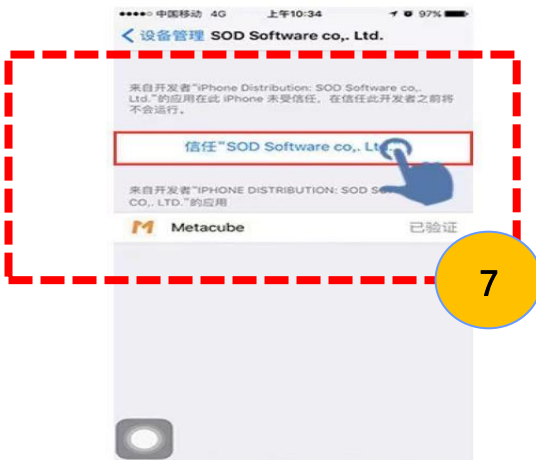 中国移动 4G 上午10:34 97%
设备管理 SOD Software co,. Ltd.
来自开发者"iPhone Distribution: SOD Software co,.
Ltd."的应用在此 iPhone 未受信任，在信任此开发者之前将
不会运行。
信任"SOD Software co,. Ltd.
来自开发者"IPHONE DISTRIBUTION: SOD
CO,. LTD."的应用
Metacube 已验证
7